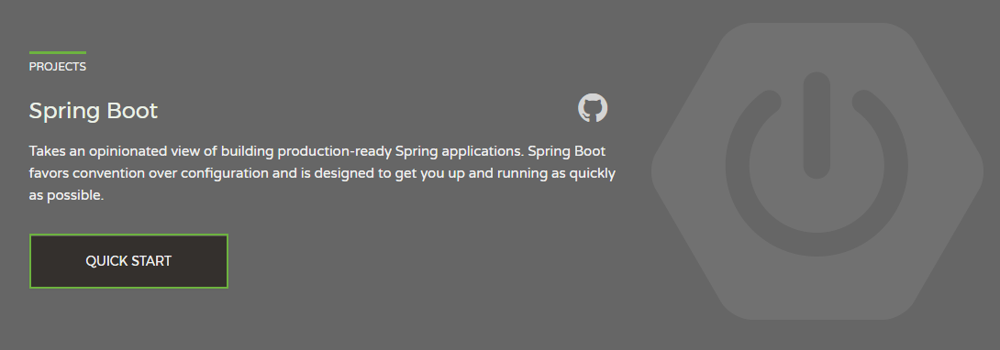 PROJECTS
Spring Boot
Takes an opinionated view of building production-ready Spring applications. Spring Boot
favors convention over configuration and is designed to get you up and running as quickly
as possible.
QUICK START